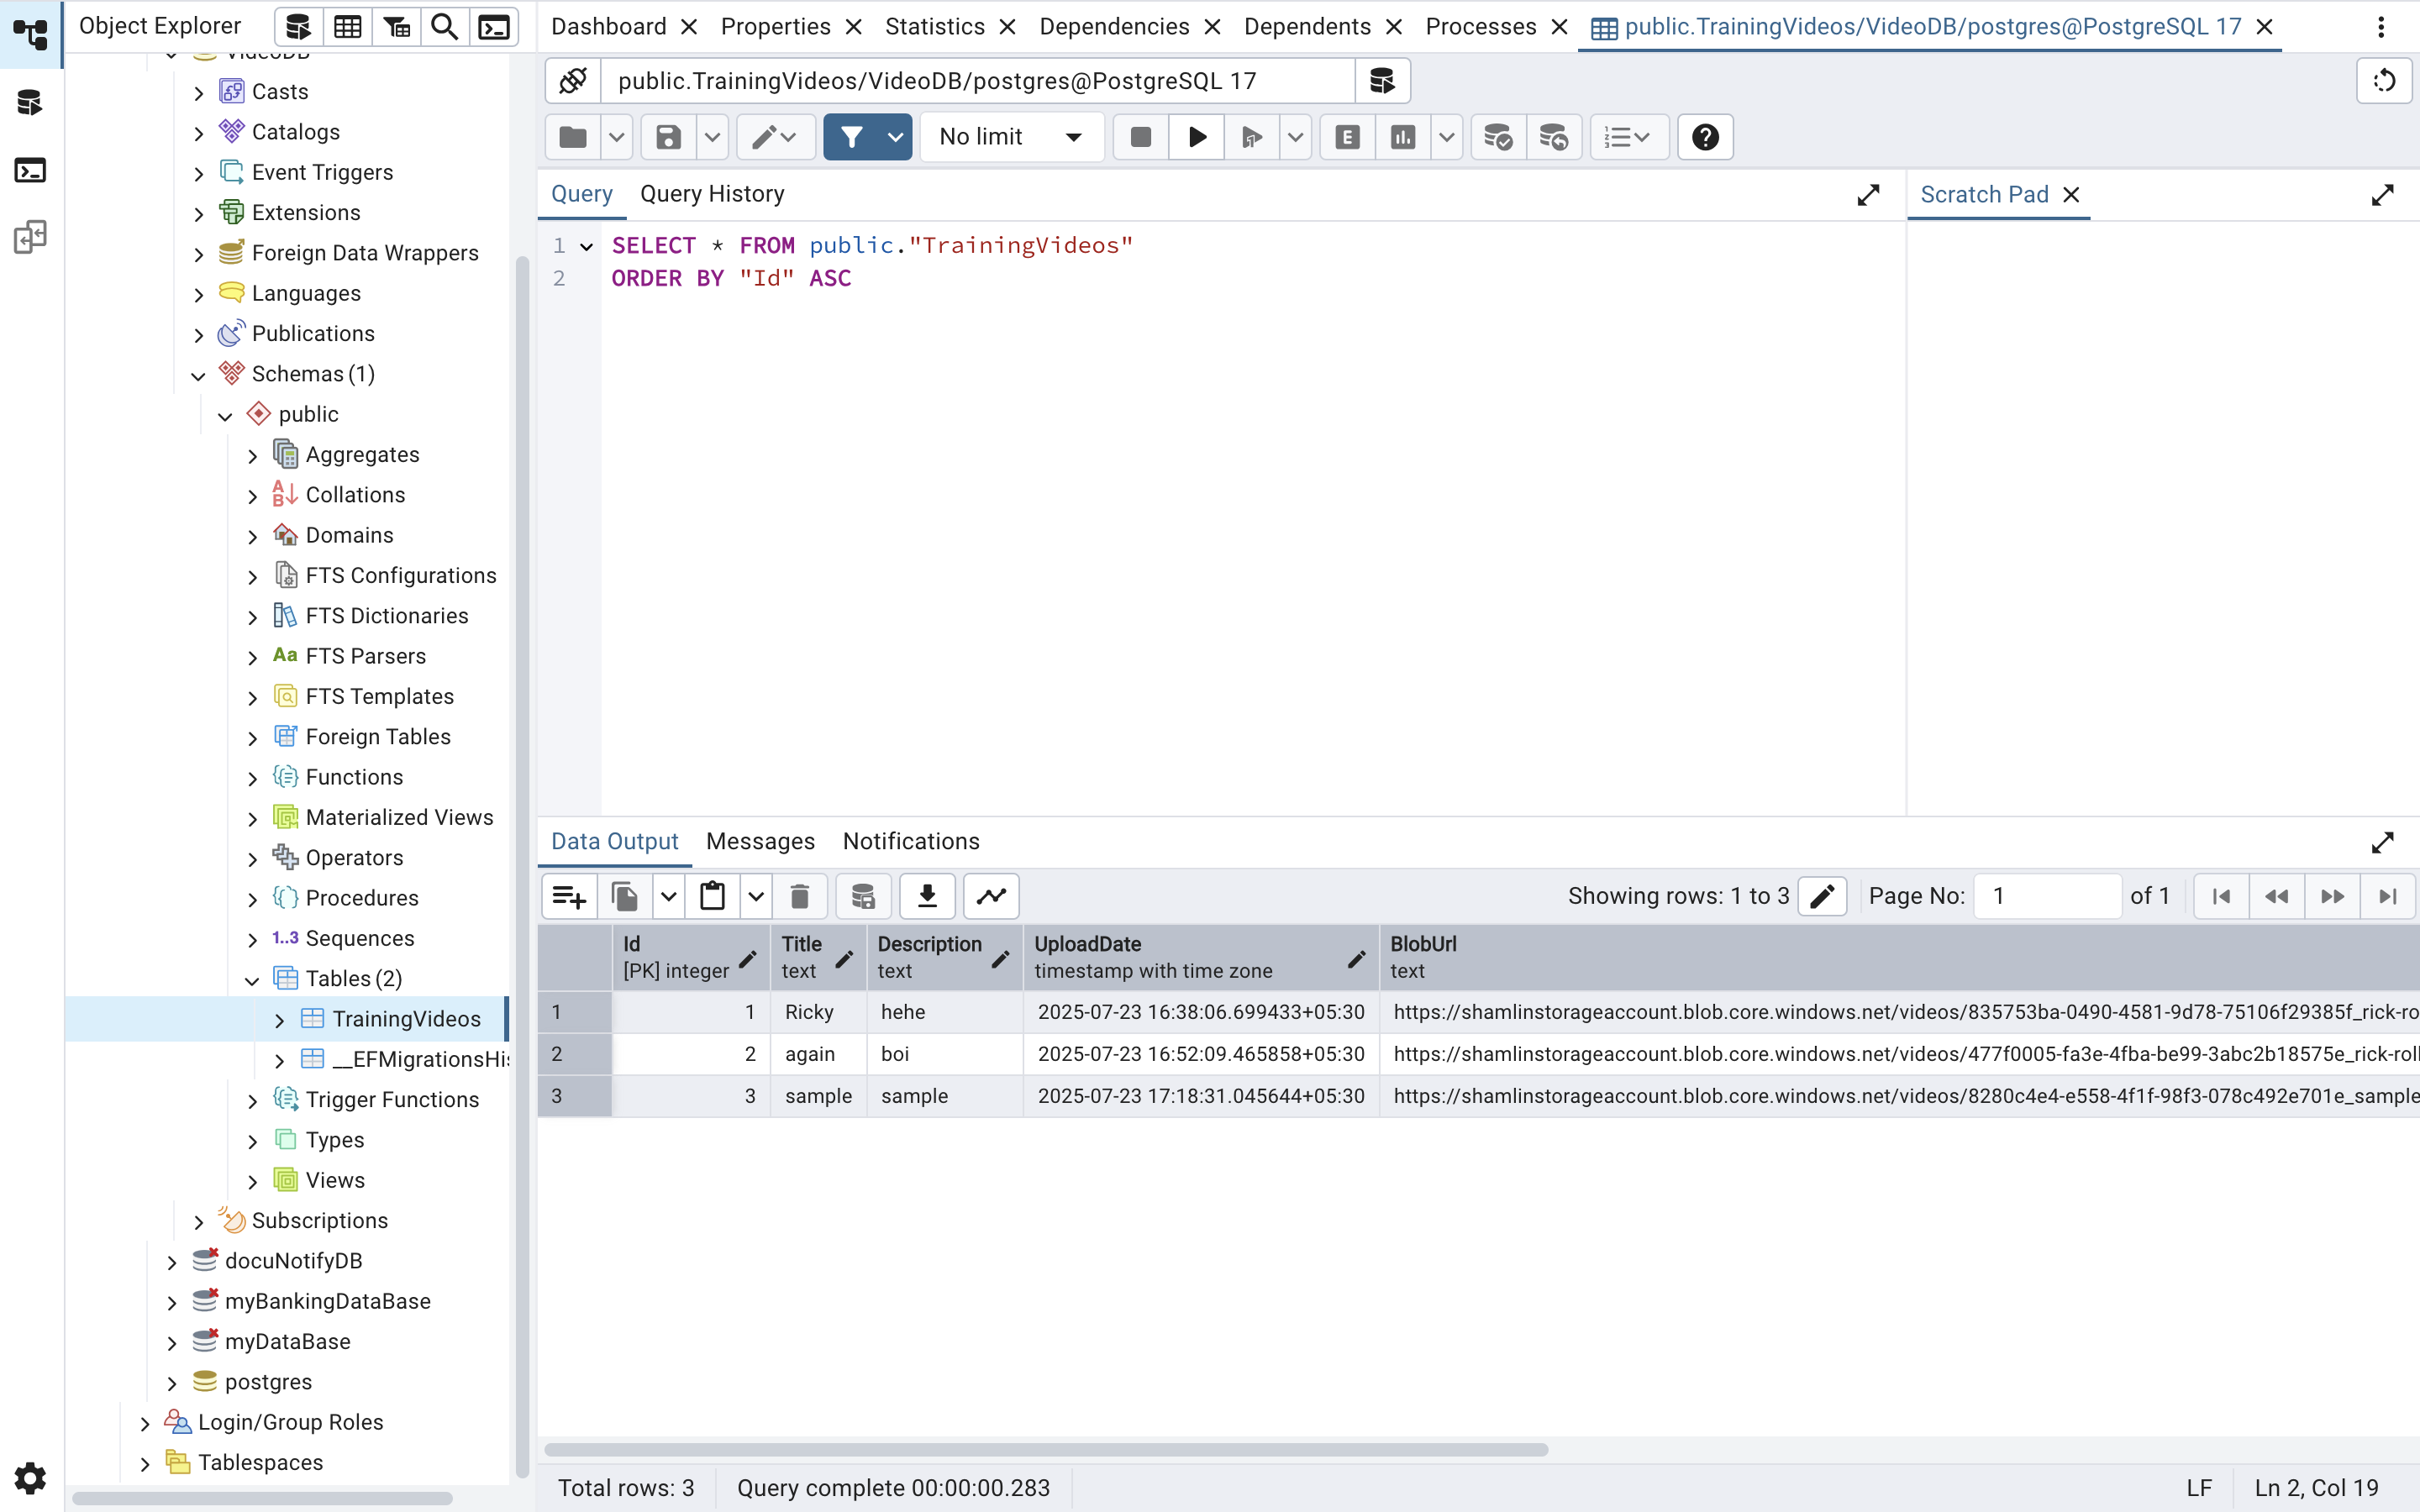 Object Explorer
Dashboard
Properties
Statistics
Dependencies
Dependents
Processes
public.TrainingVideos/VideoDB/postgres@PostgreSQL 17
VideoDB
Casts
Catalogs
Event Triggers
Extensions
Foreign Data Wrappers
Languages
Publications
Schemas (1)
public
Aggregates
Collations
Domains
FTS Configurations
FTS Dictionaries
Aa FTS Parsers
FTS Templates
Foreign Tables
Functions
Materialized Views
Operators
Procedures
1..3 Sequences
Tables (2)
TrainingVideos
__EFMigrationsHis
Trigger Functions
Types
Views
Subscriptions
docuNotifyDB
myBankingDataBase
myDataBase
postgres
Login/Group Roles
Tablespaces
public.TrainingVideos/VideoDB/postgres@PostgreSQL 17
No limit
E
Query
Query History
Scratch Pad
1 SELECT * FROM public."TrainingVideos"
2 ORDER BY "Id" ASC
Data Output
Messages
Notifications
Showing rows: 1 to 3
Page No: 1 of 1
Id [PK] integer
Title text
Description text
UploadDate timestamp with time zone
BlobUrl text
1 1 Ricky hehe 2025-07-23 16:38:06.699433+05:30 https://shamlinstorageaccount.blob.core.windows.net/videos/835753ba-0490-4581-9d78-75106f29385f_rick-ro
2 2 again boi 2025-07-23 16:52:09.465858+05:30 https://shamlinstorageaccount.blob.core.windows.net/videos/477f0005-fa3e-4fba-be99-3abc2b18575e_rick-roll
3 3 sample sample 2025-07-23 17:18:31.045644+05:30 https://shamlinstorageaccount.blob.core.windows.net/videos/8280c4e4-e558-4f1f-98f3-078c492e701e_sample
Total rows: 3
Query complete 00:00:00.283
LF
Ln 2, Col 19